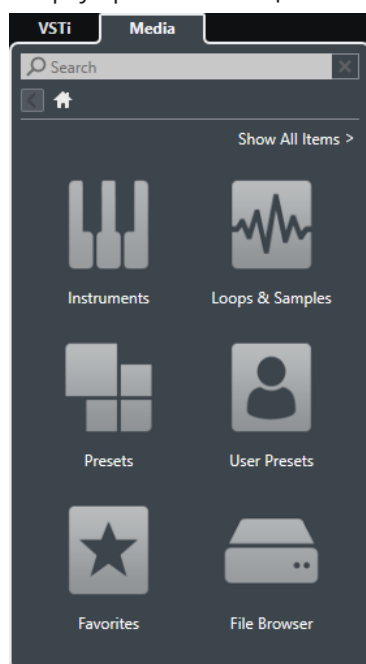 VSTi Media
Search
Show All Items >
Instruments Loops & Samples
Presets User Presets
Favorites File Browser